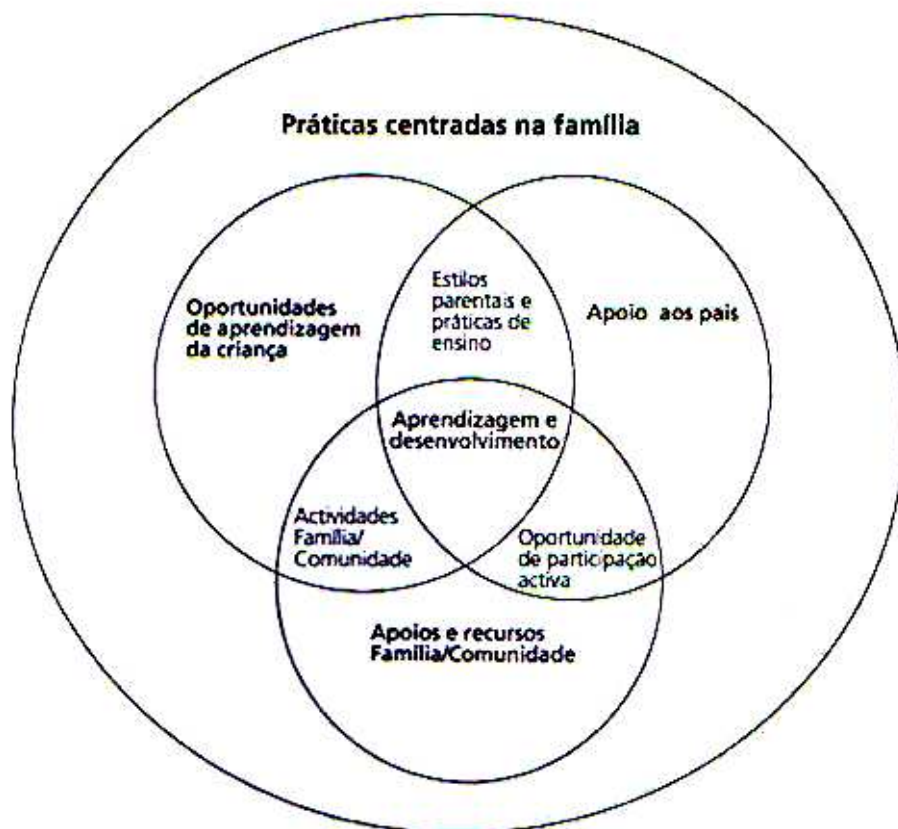 Práticas centradas na família
Estilos
parentais e
práticas de
ensino
Oportunidades
de aprendizagem
da criança
Apoio aos pais
Aprendizagem e
desenvolvimento
Actividades
Família/
Comunidade
Oportunidade
de participação
activa
Apoios e recursos
Família/Comunidade